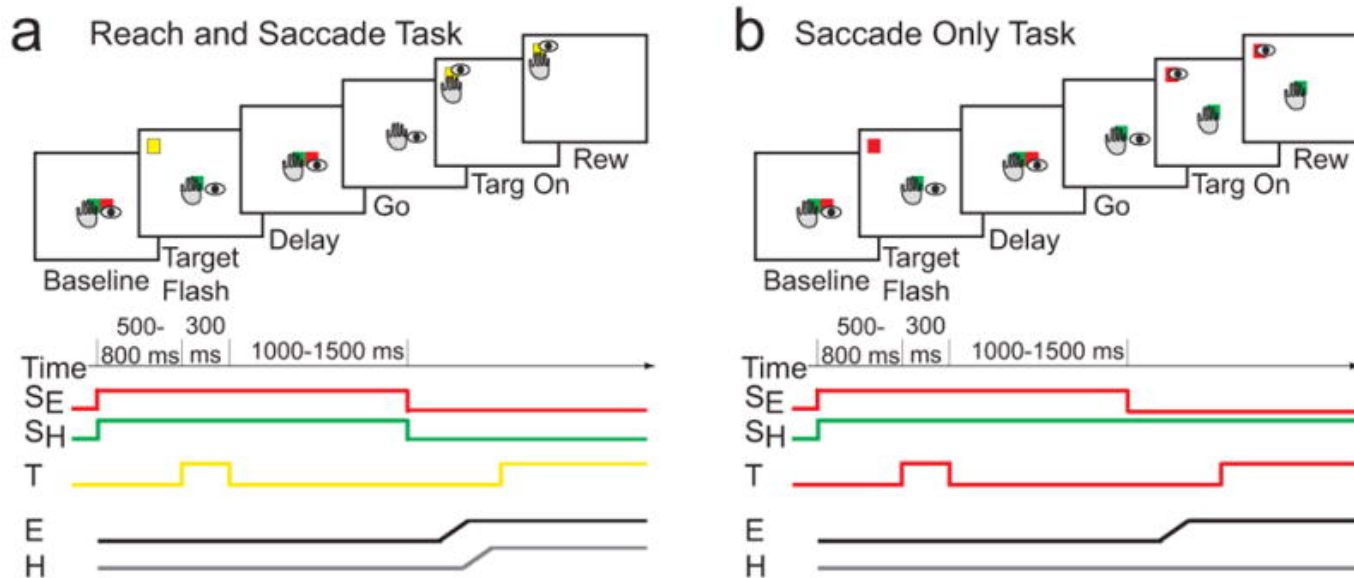 a Reach and Saccade Task
Baseline
Target
Flash
Delay
Go
Targ On
Rew
500-
800 ms
300
ms
1000-1500 ms
Time
SE
SH
T
E
H
b Saccade Only Task
Baseline
Target
Flash
Delay
Go
Targ On
Rew
500-
800 ms
300
ms
1000-1500 ms
Time
SE
SH
T
E
H